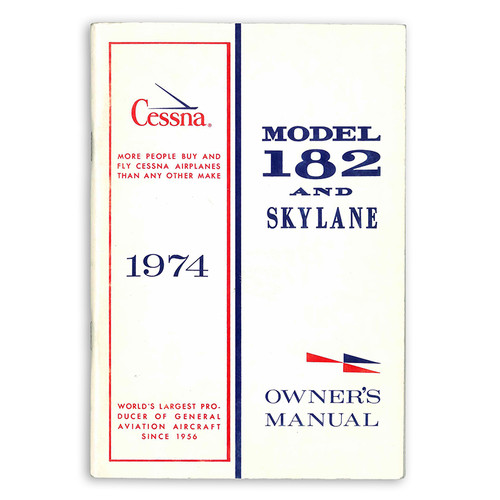 Cessna®
MORE PEOPLE BUY AND
FLY CESSNA AIRPLANES
THAN ANY OTHER MAKE
1974
WORLD'S LARGEST PRO-
DUCER OF GENERAL
AVIATION AIRCRAFT
SINCE 1956
MODEL
182
AND
SKYLANE
OWNER'S
MANUAL